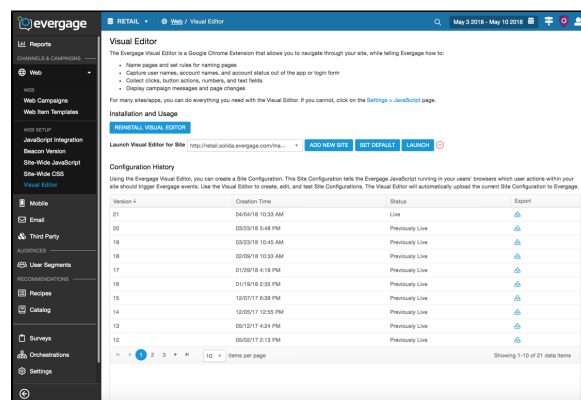 evergage
RETAIL
Web / Visual Editor
May 3 2018 - May 10 2018
Reports
CHANNELS & CAMPAIGNS
Web
WEB
Web Campaigns
Web Item Templates
WEB SETUP
JavaScript Integration
Beacon Version
Site-Wide JavaScript
Site-Wide CSS
Visual Editor
Mobile
Email
Third Party
AUDIENCES
User Segments
RECOMMENDATIONS
Recipes
Catalog
Surveys
Orchestrations
Settings
Visual Editor
The Evergage Visual Editor is a Google Chrome Extension that allows you to navigate through your site, while telling Evergage how to:
• Name pages and set rules for naming pages
• Capture user names, account names, and account status out of the app or login form
• Collect clicks, button actions, numbers, and text fields
• Display campaign messages and page changes
For many sites/apps, you can do everything you need with the Visual Editor. If you cannot, click on the Settings > JavaScript page.
Installation and Usage
REINSTALL VISUAL EDITOR
Launch Visual Editor for Site http://retail.solida.evergage.com/ma... ADD NEW SITE SET DEFAULT LAUNCH
Configuration History
Using the Evergage Visual Editor, you can create a Site Configuration. This Site Configuration tells the Evergage JavaScript running in your users' browsers which user actions within your
site should trigger Evergage events. Use the Visual Editor to create, edit, and test Site Configurations. The Visual Editor will automatically upload the current Site Configuration to Evergage.
Version Creation Time Status Export
21 04/04/18 10:33 AM Live
20 03/23/18 5:48 PM Previously Live
19 03/23/18 10:45 AM Previously Live
18 02/09/18 10:33 AM Previously Live
17 01/29/18 4:19 PM Previously Live
16 01/19/18 2:35 PM Previously Live
15 12/07/17 6:39 PM Previously Live
14 12/05/17 12:55 PM Previously Live
13 05/12/17 4:24 PM Previously Live
12 05/02/17 2:13 PM Previously Live
1 2 3 10 items per page Showing 1-10 of 21 data items